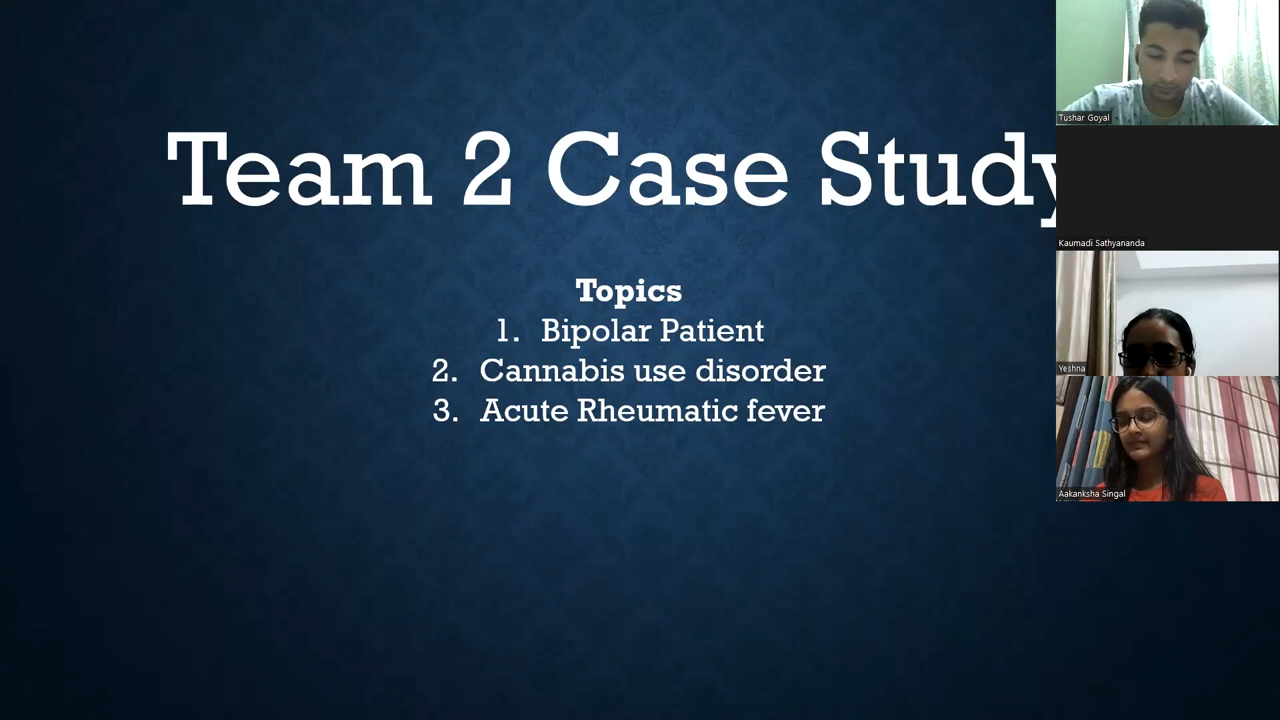 Team 2 Case Study
Topics
1. Bipolar Patient
2. Cannabis use disorder
3. Acute Rheumatic fever
Tushar Goyal
Kaumadi Sathyananda
Yeshna
Aakanksha Singal